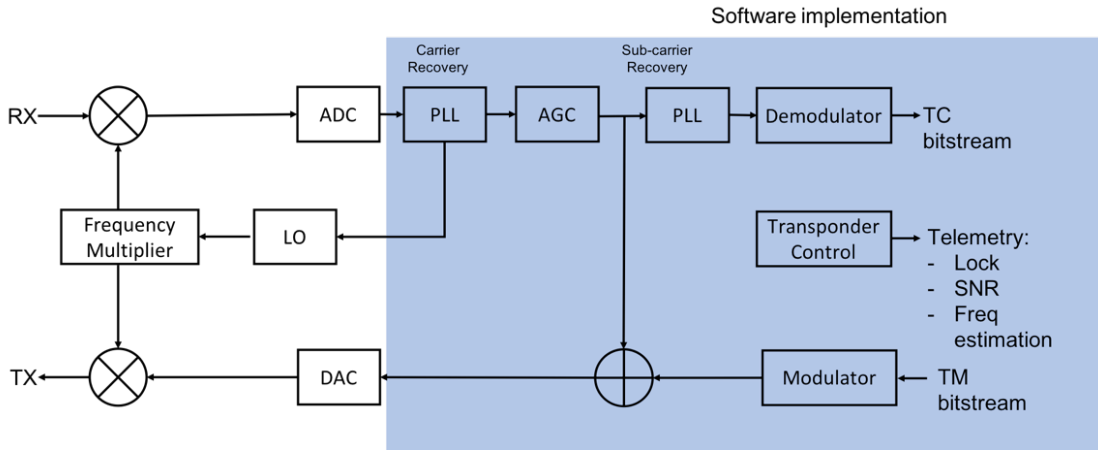 Software implementation
Carrier
Recovery
Sub-carrier
Recovery
RX
ADC
PLL
AGC
PLL
Demodulator
TC
bitstream
Frequency
Multiplier
LO
Transponder
Control
Telemetry:
- Lock
- SNR
- Freq
estimation
TX
DAC
Modulator
TM
bitstream